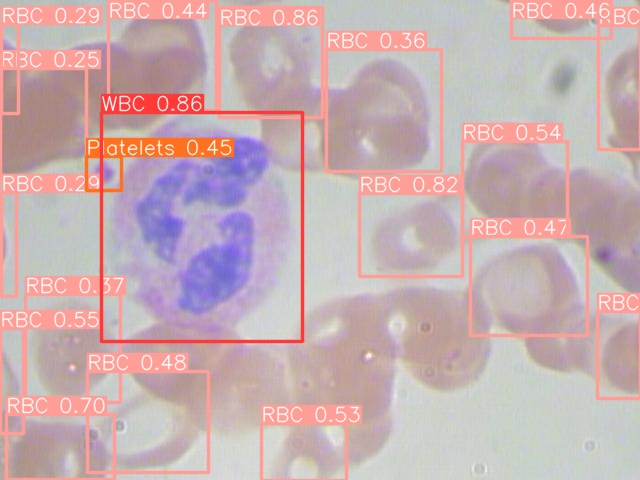 RBC 0.29
RBC 0.44
RBC 0.86
RBC 0.46
RBC
RBC 0.36
RBC 0.25
WBC 0.86
RBC 0.54
Platelets 0.45
RBC 0.29
RBC 0.82
RBC 0.47
RBC 0.37
RBC
RBC 0.55
RBC 0.48
RBC 0.70
RBC 0.53